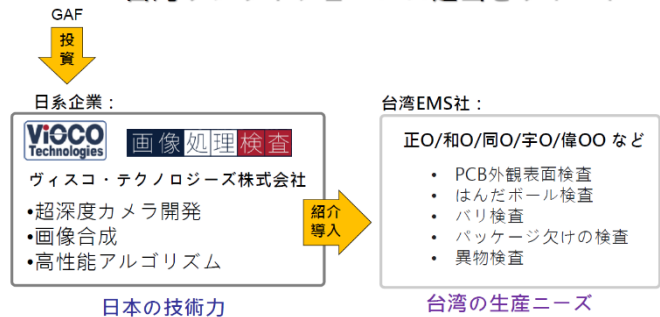 GAF
投
資
日系企業：
ViSCO
Technologies
画像処理検査
ヴィスコ・テクノロジーズ株式会社
•超深度カメラ開発
•画像合成
•高性能アルゴリズム
日本の技術力
紹介
導入
台湾EMS社：
正O/和O/同O/宇O/偉OO など
• PCB外観表面検査
• はんだボール検査
• バリ検査
• パッケージ欠けの検査
• 異物検査
台湾の生産ニーズ